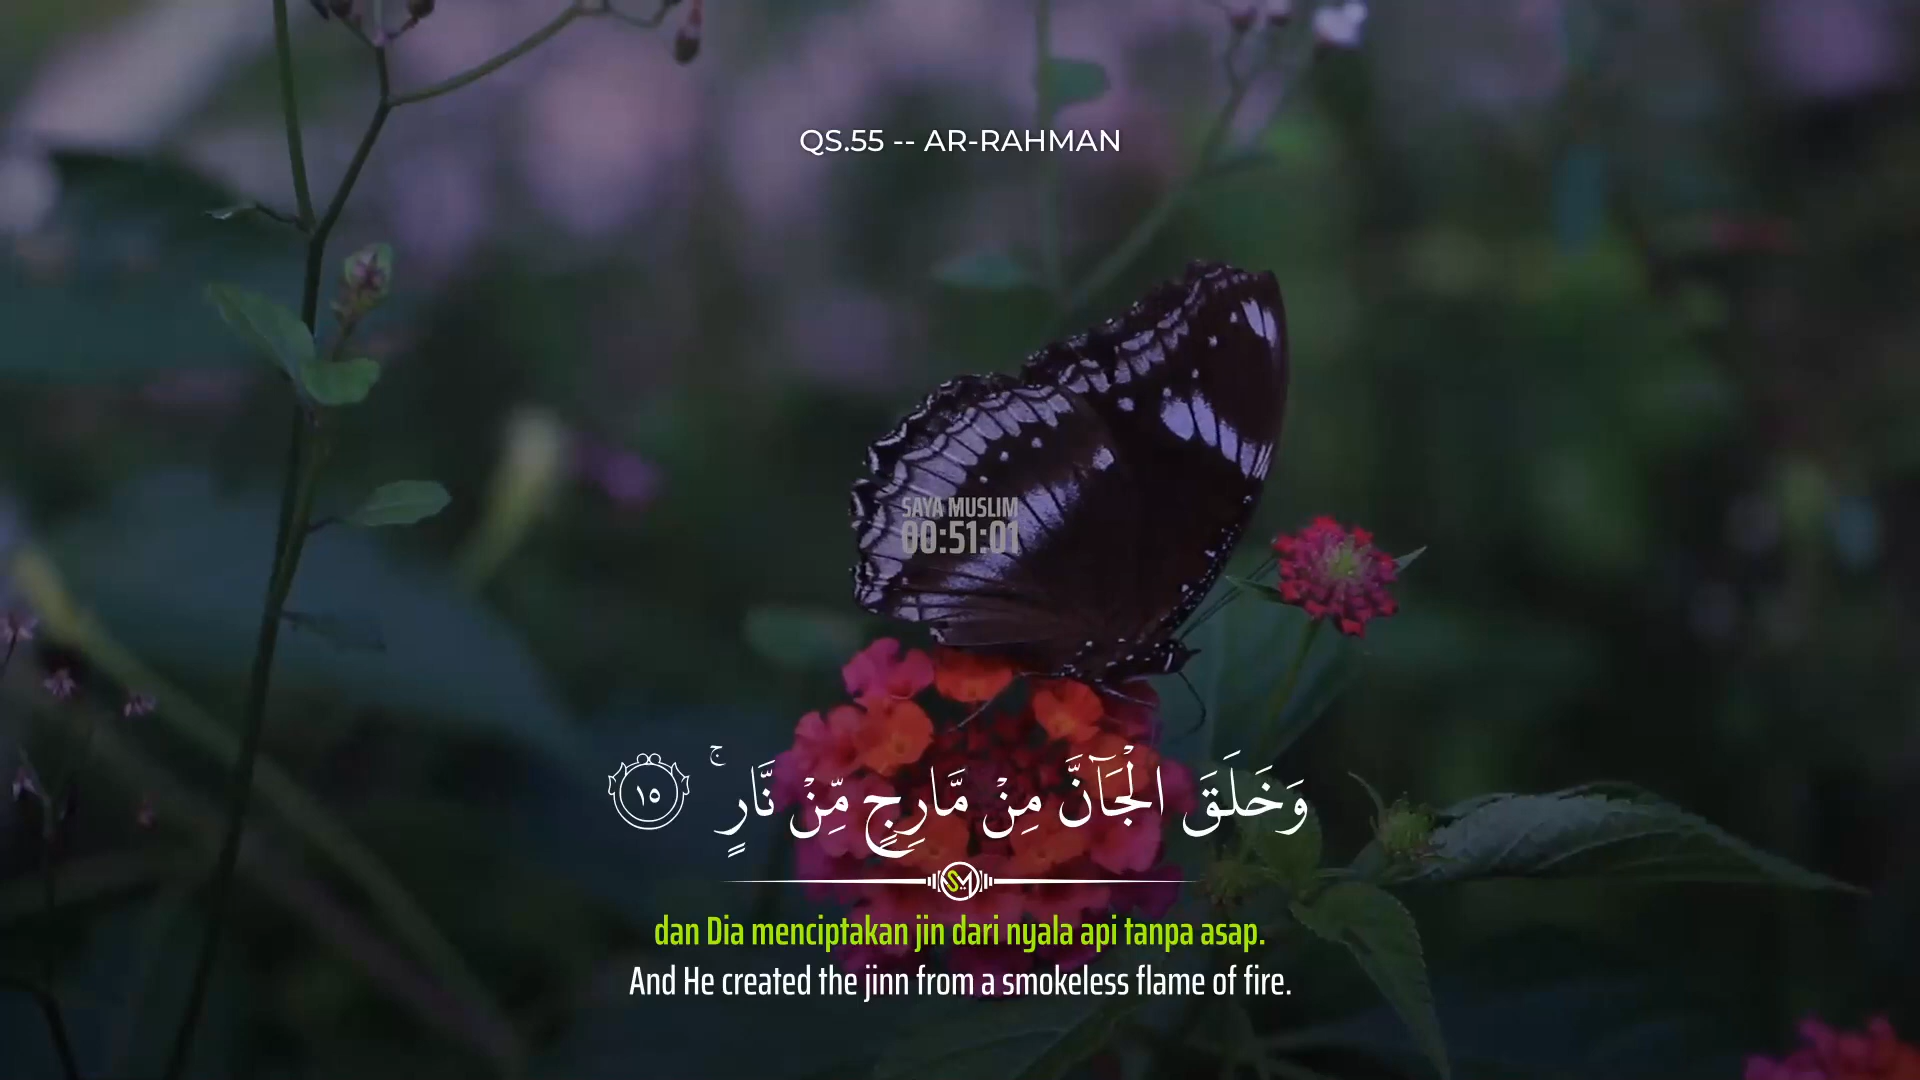 QS.55 -- AR-RAHMAN
SAYA MUSLIM
00:51:01
وَخَلَقَ الْجَاۤنَّ مِنْ مَّارِجٍ مِّنْ نَّارٍۚ ١٥
dan Dia menciptakan jin dari nyala api tanpa asap.
And He created the jinn from a smokeless flame of fire.